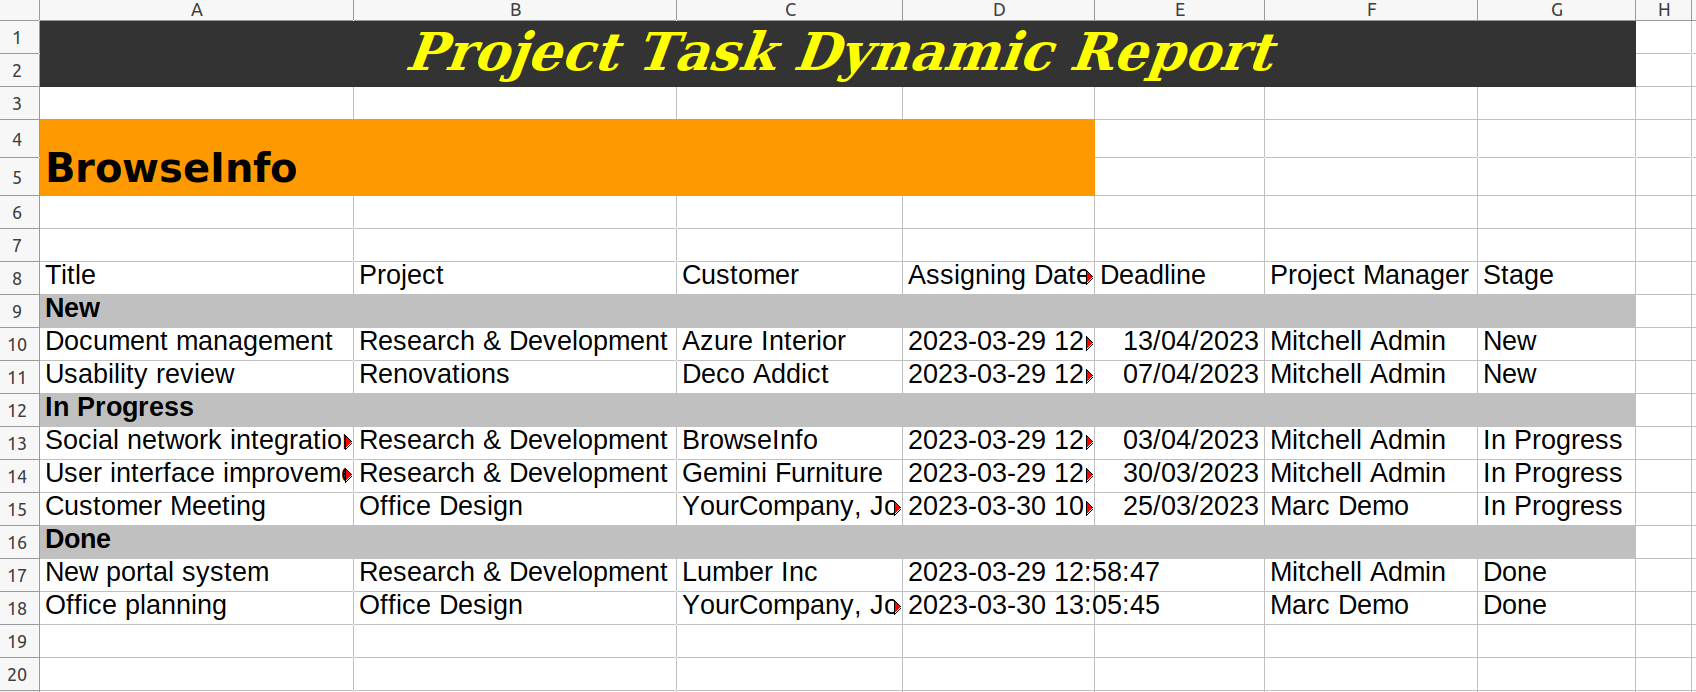 A B C D E F G H
1 Project Task Dynamic Report
2
3
4
5 BrowseInfo
6
7
8 Title Project Customer Assigning Date Deadline Project Manager Stage
9 New
10 Document management Research & Development Azure Interior 2023-03-29 12: 13/04/2023 Mitchell Admin New
11 Usability review Renovations Deco Addict 2023-03-29 12: 07/04/2023 Mitchell Admin New
12 In Progress
13 Social network integratio Research & Development BrowseInfo 2023-03-29 12: 03/04/2023 Mitchell Admin In Progress
14 User interface improveme Research & Development Gemini Furniture 2023-03-29 12: 30/03/2023 Mitchell Admin In Progress
15 Customer Meeting Office Design YourCompany, Jo 2023-03-30 10: 25/03/2023 Marc Demo In Progress
16 Done
17 New portal system Research & Development Lumber Inc 2023-03-29 12:58:47 Mitchell Admin Done
18 Office planning Office Design YourCompany, Jo 2023-03-30 13:05:45 Marc Demo Done
19
20